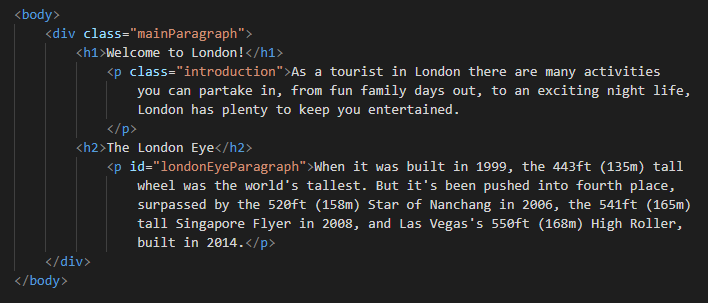 <body>
<div class="mainParagraph">
<h1>Welcome to London!</h1>
<p class="introduction">As a tourist in London there are many activities
you can partake in, from fun family days out, to an exciting night life,
London has plenty to keep you entertained.
</p>
<h2>The London Eye</h2>
<p id="londonEyeParagraph">When it was built in 1999, the 443ft (135m) tall
wheel was the world's tallest. But it's been pushed into fourth place,
surpassed by the 520ft (158m) Star of Nanchang in 2006, the 541ft (165m)
tall Singapore Flyer in 2008, and Las Vegas's 550ft (168m) High Roller,
built in 2014.</p>
</div>
</body>